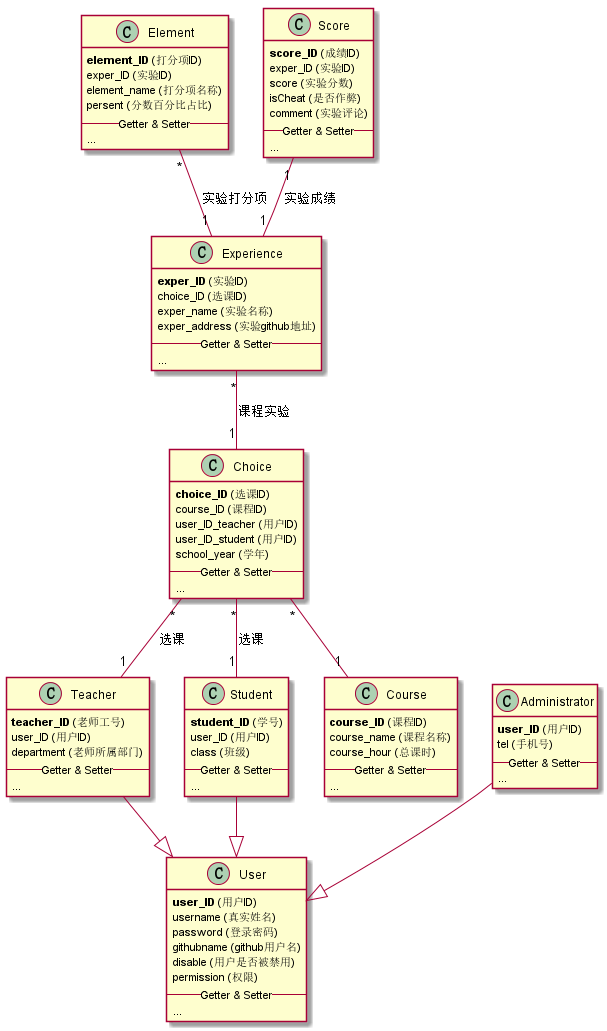 C Element
element_ID (打分项ID)
exper_ID (实验ID)
element_name (打分项名称)
persent (分数百分比占比)
Getter & Setter
...
C Score
score_ID (成绩ID)
exper_ID (实验ID)
score (实验分数)
isCheat (是否作弊)
comment (实验评论)
Getter & Setter
...
*
实验打分项
1
1
实验成绩
1
C Experience
exper_ID (实验ID)
choice_ID (选课ID)
exper_name (实验名称)
exper_address (实验github地址)
Getter & Setter
...
*
课程实验
1
C Choice
choice_ID (选课ID)
course_ID (课程ID)
user_ID_teacher (用户ID)
user_ID_student (用户ID)
school_year (学年)
Getter & Setter
...
*
选课
1
*
选课
1
*
1
C Teacher
teacher_ID (老师工号)
user_ID (用户ID)
department (老师所属部门)
Getter & Setter
...
C Student
student_ID (学号)
user_ID (用户ID)
class (班级)
Getter & Setter
...
C Course
course_ID (课程ID)
course_name (课程名称)
course_hour (总课时)
Getter & Setter
...
C Administrator
user_ID (用户ID)
tel (手机号)
Getter & Setter
...
C User
user_ID (用户ID)
username (真实姓名)
password (登录密码)
githubname (github用户名)
disable (用户是否被禁用)
permission (权限)
Getter & Setter
...